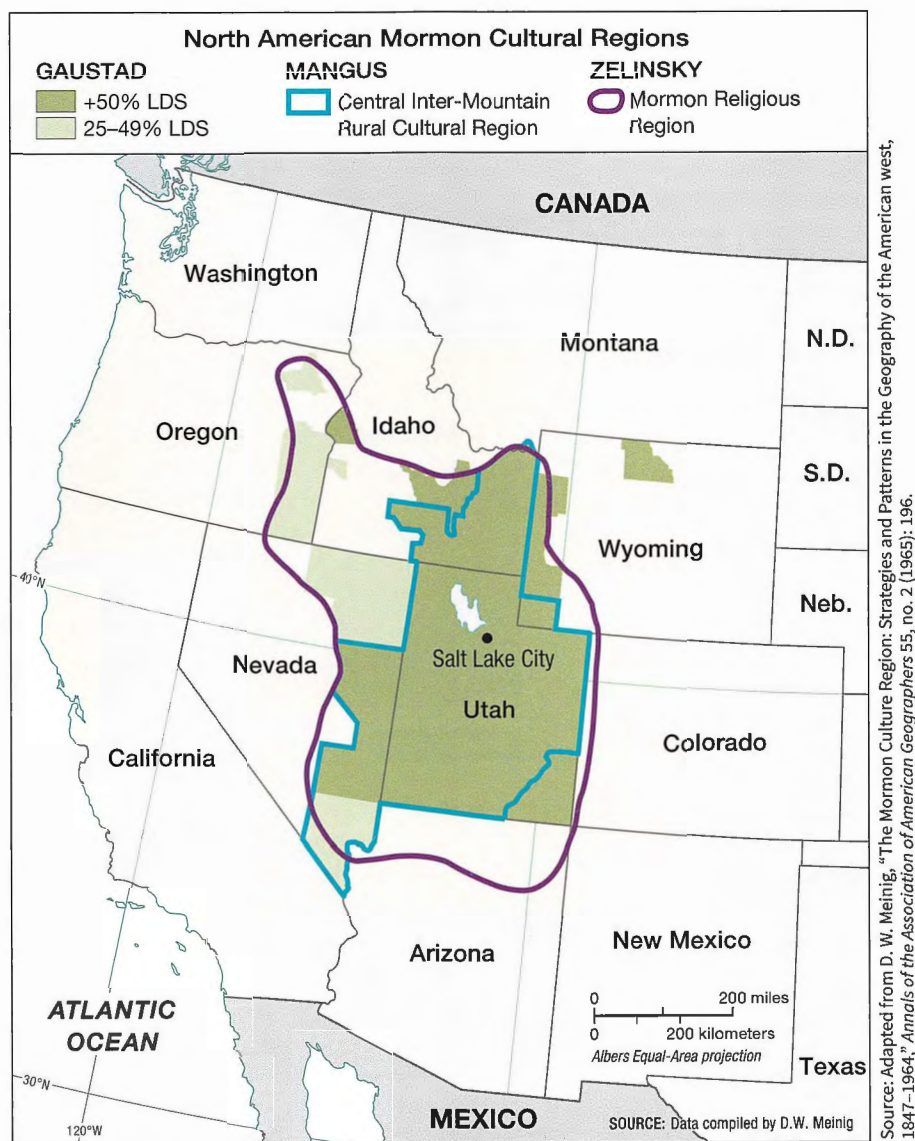 North American Mormon Cultural Regions
GAUSTAD
+50% LDS
25–49% LDS
MANGUS
Central Inter-Mountain
Rural Cultural Region
ZELINSKY
Mormon Religious
Region
CANADA
Washington
Montana
N.D.
Oregon
Idaho
S.D.
Wyoming
40°N
Neb.
Salt Lake City
Nevada
Utah
California
Colorado
Arizona
New Mexico
ATLANTIC
OCEAN
0 200 miles
0 200 kilometers
Albers Equal-Area projection
Texas
30°N
120°W
MEXICO
SOURCE: Data compiled by D.W. Meinig
Source: Adapted from D. W. Meinig, "The Mormon Culture Region: Strategies and Patterns in the Geography of the American west,
1847–1964," Annals of the Association of American Geographers 55, no. 2 (1965): 196.